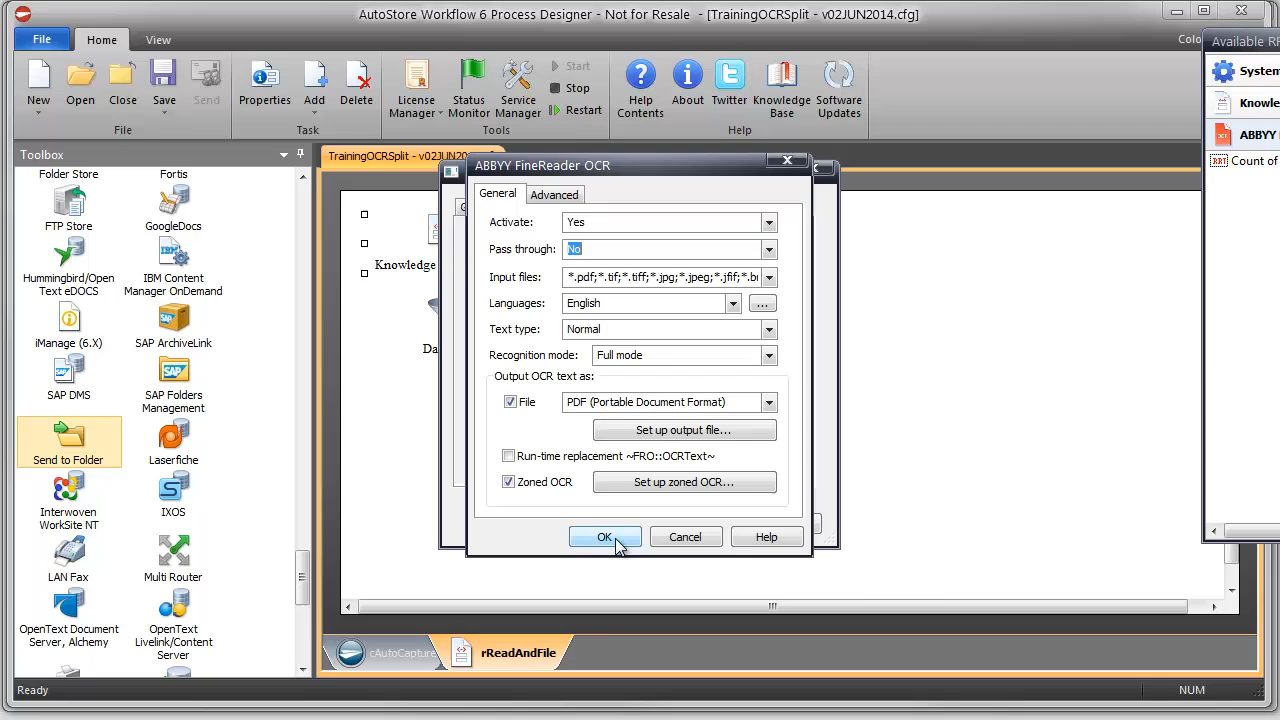 AutoStore Workflow 6 Process Designer - Not for Resale - [TrainingOCRSplit - v02JUN2014.cfg]
File
Home
View
Colo
New
Open
Close
Save
Send
File
Properties
Add
Delete
Task
License Manager
Status Monitor
Service Manager
Start
Stop
Restart
Tools
Help Contents
About
Twitter
Knowledge Base
Software Updates
Help
Available RR
System
Knowle
ABBYY
RRT Count of
Toolbox
Folder Store
Fortis
FTP Store
GoogleDocs
Hummingbird/Open Text eDOCS
IBM Content Manager OnDemand
iManage (6.X)
SAP ArchiveLink
SAP DMS
SAP Folders Management
Send to Folder
Laserfiche
Interwoven WorkSite NT
IXOS
LAN Fax
Multi Router
OpenText Document Server, Alchemy
OpenText Livelink/Content Server
TrainingOCRSplit - v02JUN20
Knowledge
Da
ABBYY FineReader OCR
General
Advanced
Activate: Yes
Pass through: No
Input files: *.pdf;*.tif;*.tiff;*.jpg;*.jpeg;*.jfif;*.b
Languages: English ...
Text type: Normal
Recognition mode: Full mode
Output OCR text as:
File PDF (Portable Document Format)
Set up output file...
Run-time replacement ~FRO::OCRText~
Zoned OCR Set up zoned OCR...
OK
Cancel
Help
cAutoCapture
rReadAndFile
Ready
NUM